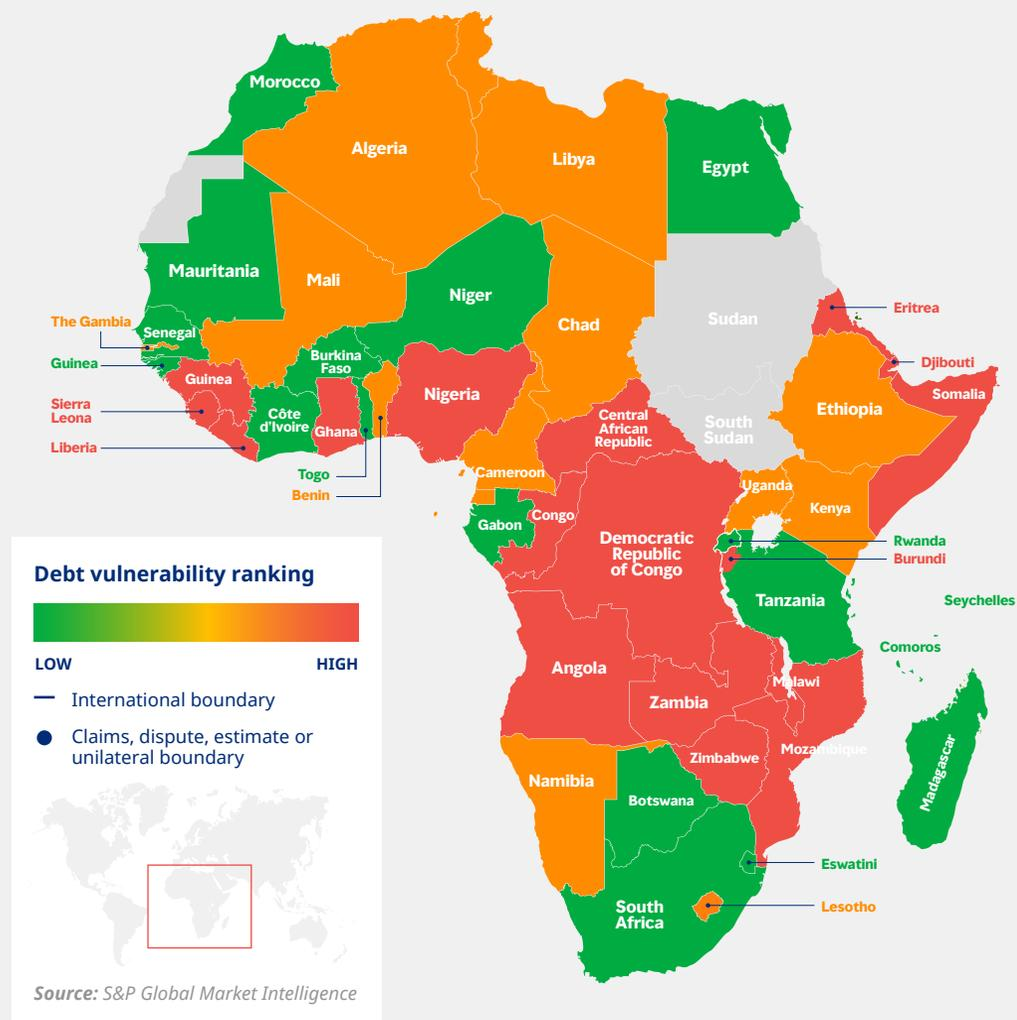 Morocco
Algeria
Libya
Egypt
Mauritania
Mali
Niger
Chad
Sudan
Eritrea
The Gambia
Senegal
Guinea
Burkina
Faso
Djibouti
Guinea
Nigeria
Somalia
Sierra
Leona
Côte
d'Ivoire
Ghana
Central
African
Republic
South
Sudan
Ethiopia
Liberia
Togo
Benin
Cameroon
Uganda
Kenya
Gabon
Congo
Democratic
Republic
of Congo
Rwanda
Burundi
Tanzania
Seychelles
Comoros
Angola
Malawi
Zambia
Mozambique
Zimbabwe
Namibia
Botswana
Madagascar
Eswatini
South
Africa
Lesotho
Debt vulnerability ranking
LOW HIGH
International boundary
Claims, dispute, estimate or
unilateral boundary
Source: S&P Global Market Intelligence